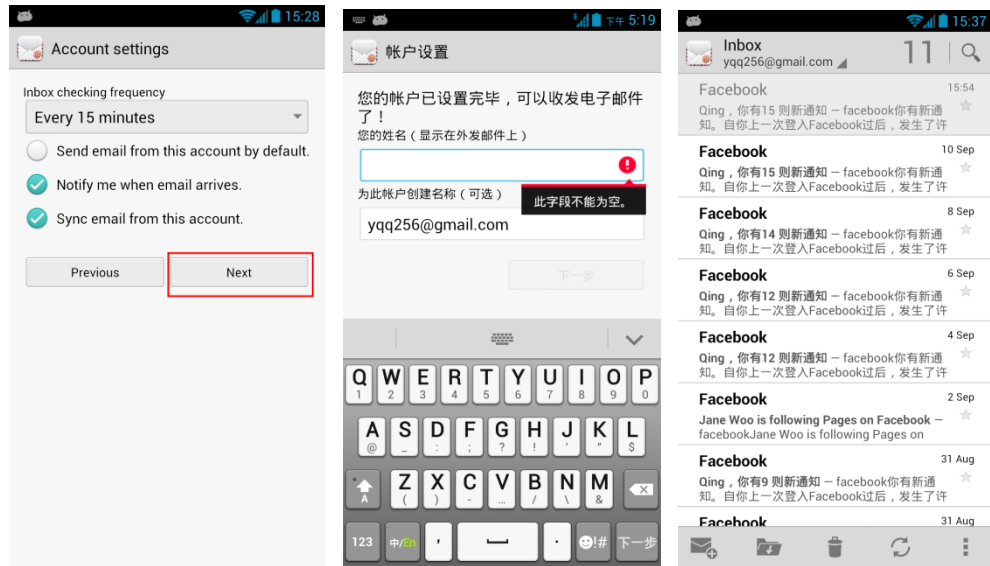 15:28
Account settings
Inbox checking frequency
Every 15 minutes
Send email from this account by default.
Notify me when email arrives.
Sync email from this account.
Previous
Next
下午 5:19
帐户设置
您的帐户已设置完毕，可以收发电子邮件
了！
您的姓名（显示在外发邮件上）
为此帐户创建名称（可选）
此字段不能为空。
yqq256@gmail.com
下一步
Q W E R T Y U I O P
1 2 3 4 5 6 7 8 9 0
A S D F G H J K L
@ _ : ; ? ! ' " $
A Z X C V B N M
( ) - ... / \ &
123 中/En , . !# 下一步
15:37
Inbox
yqq256@gmail.com
11
Facebook 15:54
Qing，你有15 则新通知 — facebook你有新通
知。自你上一次登入Facebook过后，发生了许
Facebook 10 Sep
Qing，你有15 则新通知 — facebook你有新通
知。自你上一次登入Facebook过后，发生了许
Facebook 8 Sep
Qing，你有14 则新通知 — facebook你有新通
知。自你上一次登入Facebook过后，发生了许
Facebook 6 Sep
Qing，你有12 则新通知 — facebook你有新通
知。自你上一次登入Facebook过后，发生了许
Facebook 4 Sep
Qing，你有12 则新通知 — facebook你有新通
知。自你上一次登入Facebook过后，发生了许
Facebook 2 Sep
Jane Woo is following Pages on Facebook —
facebookJane Woo is following Pages on
Facebook 31 Aug
Qing，你有9 则新通知 — facebook你有新通
知。自你上一次登入Facebook过后，发生了许
Facebook 31 Aug